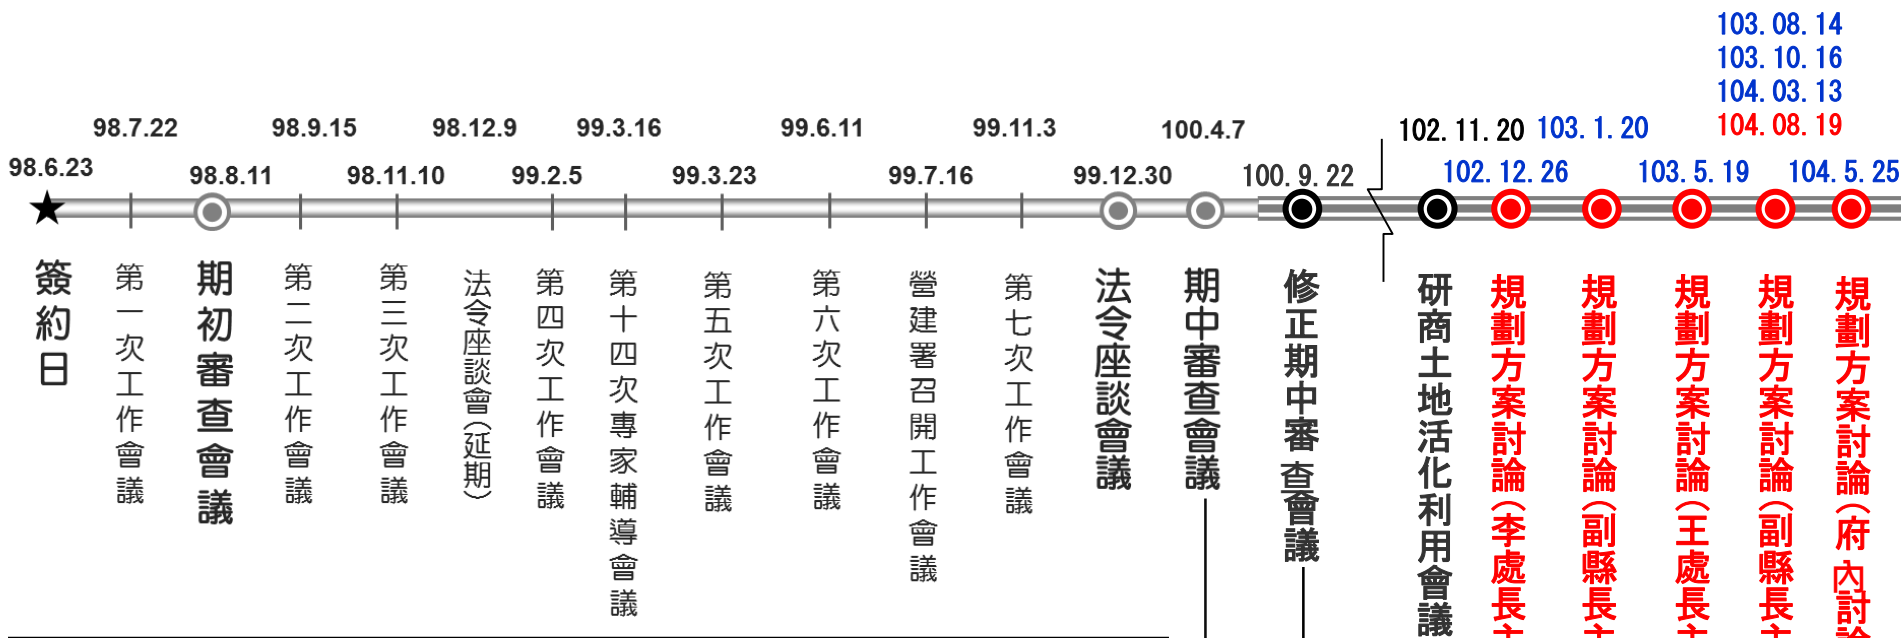 103.08.14
103.10.16
104.03.13
104.08.19
98.7.22
98.9.15
98.12.9
99.3.16
99.6.11
99.11.3
100.4.7
102.11.20
103.1.20
98.6.23
98.8.11
98.11.10
99.2.5
99.3.23
99.7.16
99.12.30
100.9.22
102.12.26
103.5.19
104.5.25
簽約日
第一次工作會議
期初審查會議
第二次工作會議
第三次工作會議
法令座談會(延期)
第四次工作會議
第十四次專家輔導會議
第五次工作會議
第六次工作會議
營建署召開工作會議
第七次工作會議
法令座談會議
期中審查會議
修正期中審查會議
研商土地活化利用會議
規劃方案討論(李處長主
規劃方案討論(副縣長主
規劃方案討論(王處長主
規劃方案討論(副縣長主
規劃方案討論(府內討論